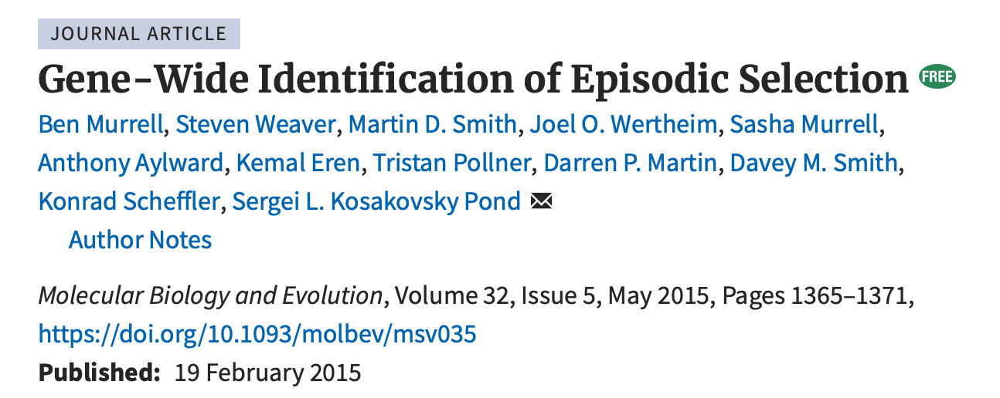 JOURNAL ARTICLE
Gene-Wide Identification of Episodic Selection FREE
Ben Murrell, Steven Weaver, Martin D. Smith, Joel O. Wertheim, Sasha Murrell,
Anthony Aylward, Kemal Eren, Tristan Pollner, Darren P. Martin, Davey M. Smith,
Konrad Scheffler, Sergei L. Kosakovsky Pond
Author Notes
Molecular Biology and Evolution, Volume 32, Issue 5, May 2015, Pages 1365–1371,
https://doi.org/10.1093/molbev/msv035
Published: 19 February 2015